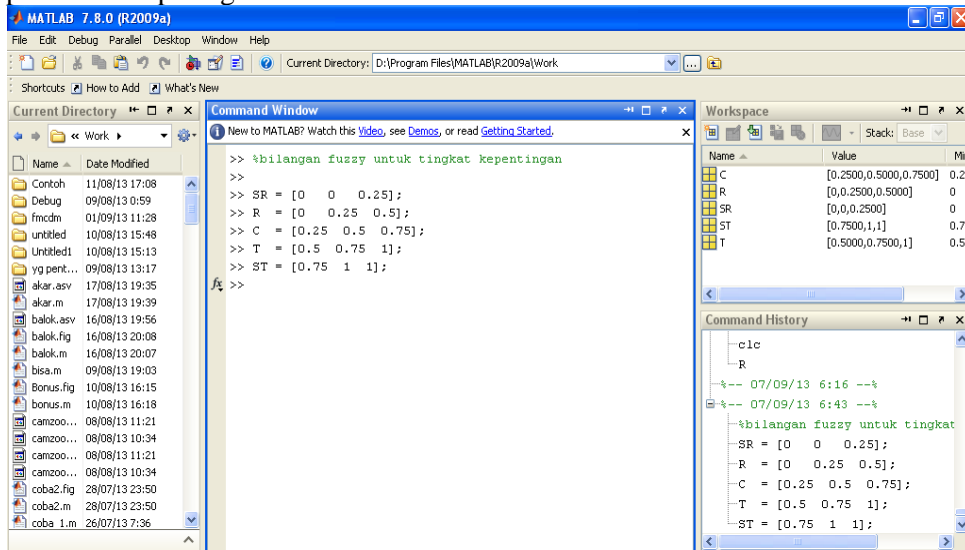 MATLAB 7.8.0 (R2009a)
File Edit Debug Parallel Desktop Window Help
Current Directory: D:\Program Files\MATLAB\R2009a\Work
Shortcuts How to Add What's New
Current Directory
« Work
Name Date Modified
Contoh 11/08/13 17:08
Debug 09/08/13 0:59
fmcdm 01/09/13 11:28
untitled 10/08/13 15:48
Untitled1 10/08/13 15:13
yg pent... 09/08/13 13:17
akar.asv 17/08/13 19:35
akar.m 17/08/13 19:39
balok.asv 16/08/13 19:56
balok.fig 16/08/13 20:08
balok.m 16/08/13 20:07
bisa.m 09/08/13 19:03
Bonus.fig 10/08/13 16:15
bonus.m 10/08/13 16:18
camzoo... 08/08/13 11:21
camzoo... 08/08/13 10:34
camzoo... 08/08/13 11:21
camzoo... 08/08/13 10:34
coba2.fig 28/07/13 23:50
coba2.m 28/07/13 23:50
coba_1.m 26/07/13 7:36
Command Window
New to MATLAB? Watch this Video, see Demos, or read Getting Started.
>> %bilangan fuzzy untuk tingkat kepentingan
>>
>> SR = [0 0 0.25];
>> R = [0 0.25 0.5];
>> C = [0.25 0.5 0.75];
>> T = [0.5 0.75 1];
>> ST = [0.75 1 1];
fx >>
Workspace
Stack: Base
Name Value Mi
C [0.2500,0.5000,0.7500] 0.2
R [0,0.2500,0.5000] 0
SR [0,0,0.2500] 0
ST [0.7500,1,1] 0.7
T [0.5000,0.7500,1] 0.5
Command History
clc
R
%-- 07/09/13 6:16 --%
%-- 07/09/13 6:43 --%
%bilangan fuzzy untuk tingkat
SR = [0 0 0.25];
R = [0 0.25 0.5];
C = [0.25 0.5 0.75];
T = [0.5 0.75 1];
ST = [0.75 1 1];